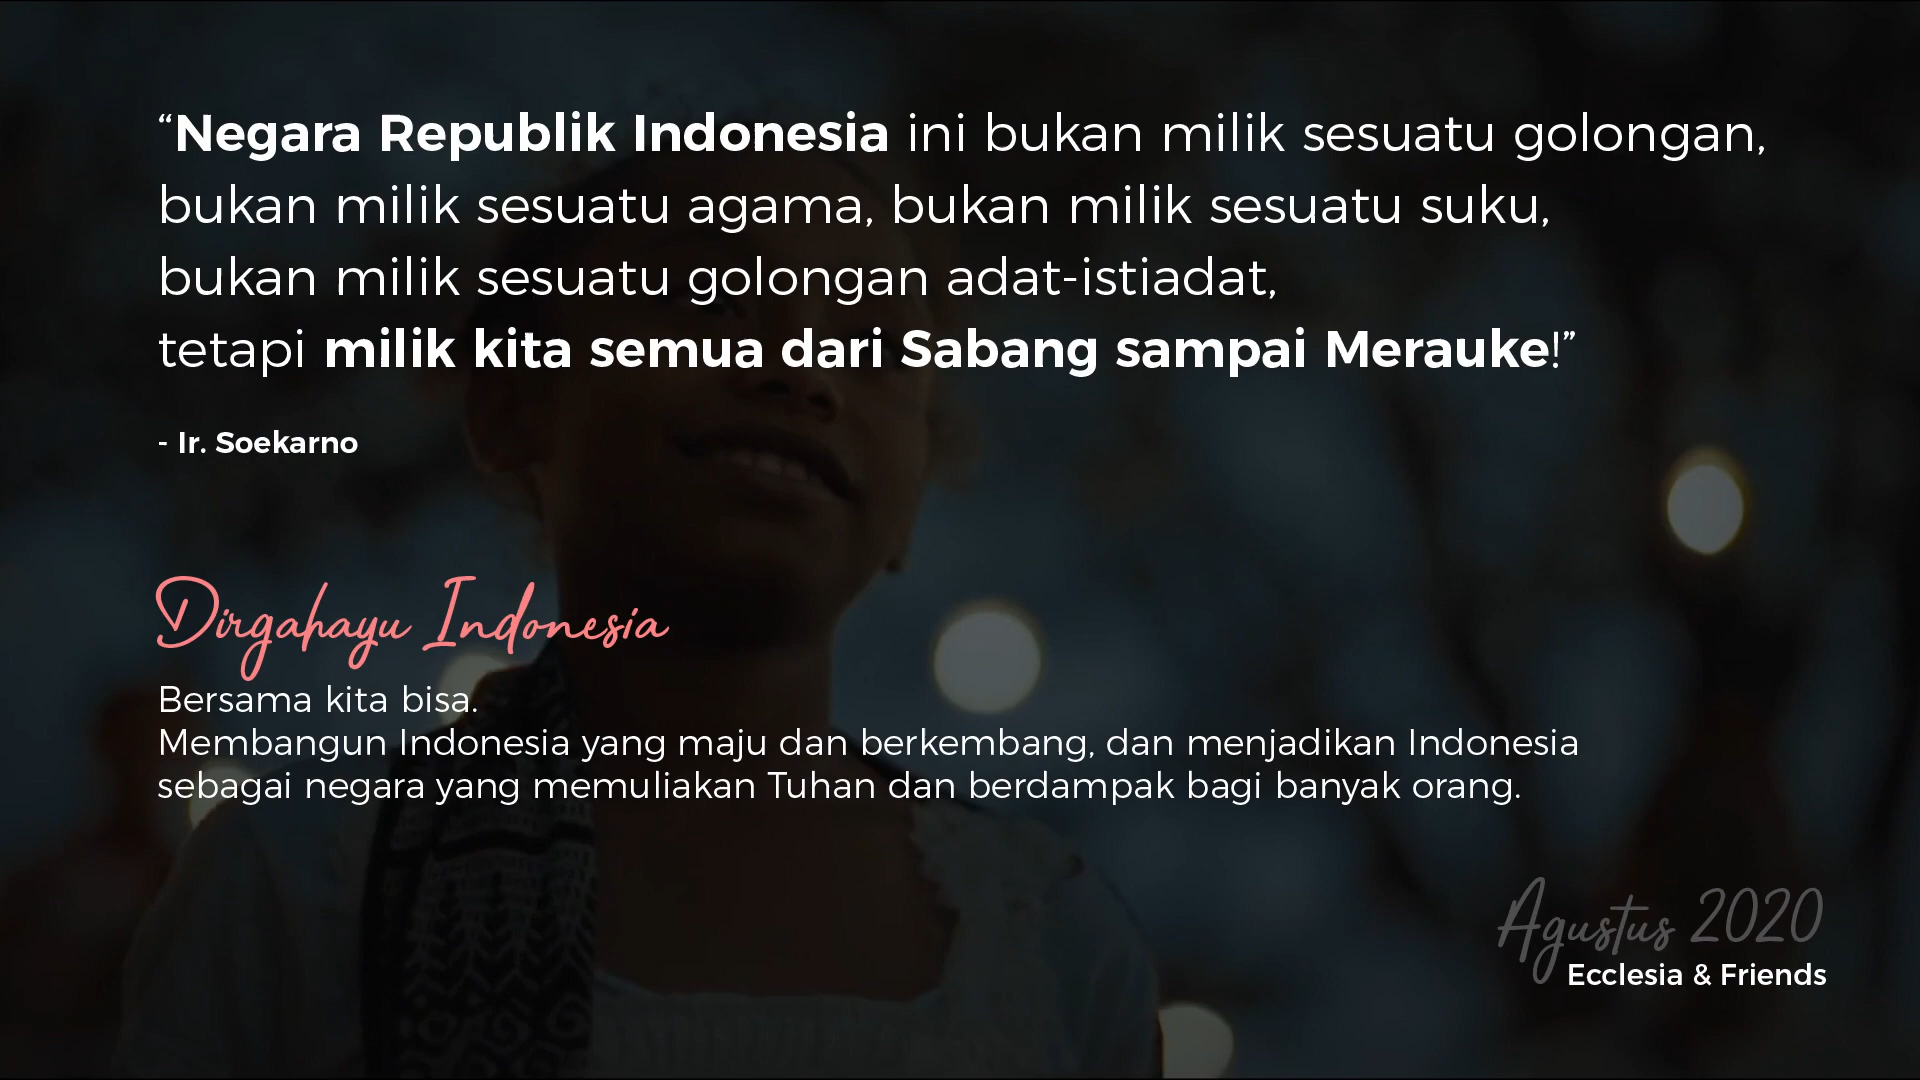 “Negara Republik Indonesia ini bukan milik sesuatu golongan,
bukan milik sesuatu agama, bukan milik sesuatu suku,
bukan milik sesuatu golongan adat-istiadat,
tetapi milik kita semua dari Sabang sampai Merauke!”
- Ir. Soekarno
Dirgahayu Indonesia
Bersama kita bisa.
Membangun Indonesia yang maju dan berkembang, dan menjadikan Indonesia
sebagai negara yang memuliakan Tuhan dan berdampak bagi banyak orang.
Agustus 2020
Ecclesia & Friends